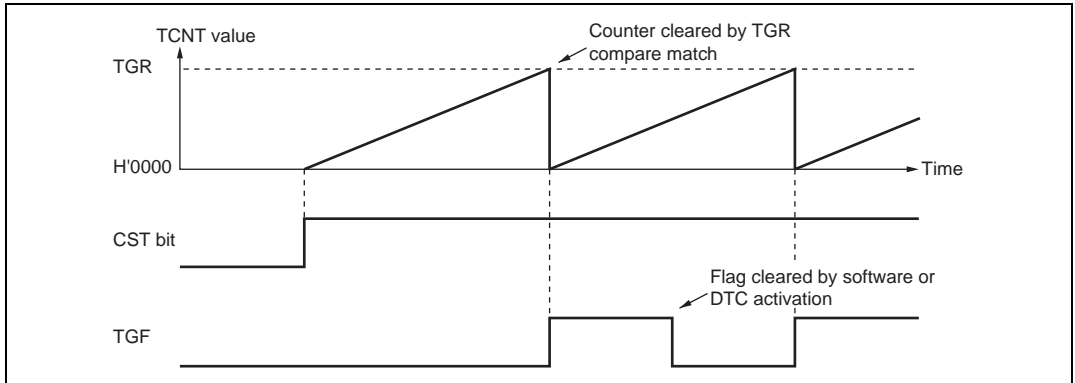 TCNT value
Counter cleared by TGR
compare match
TGR
H'0000
Time
CST bit
Flag cleared by software or
DTC activation
TGF